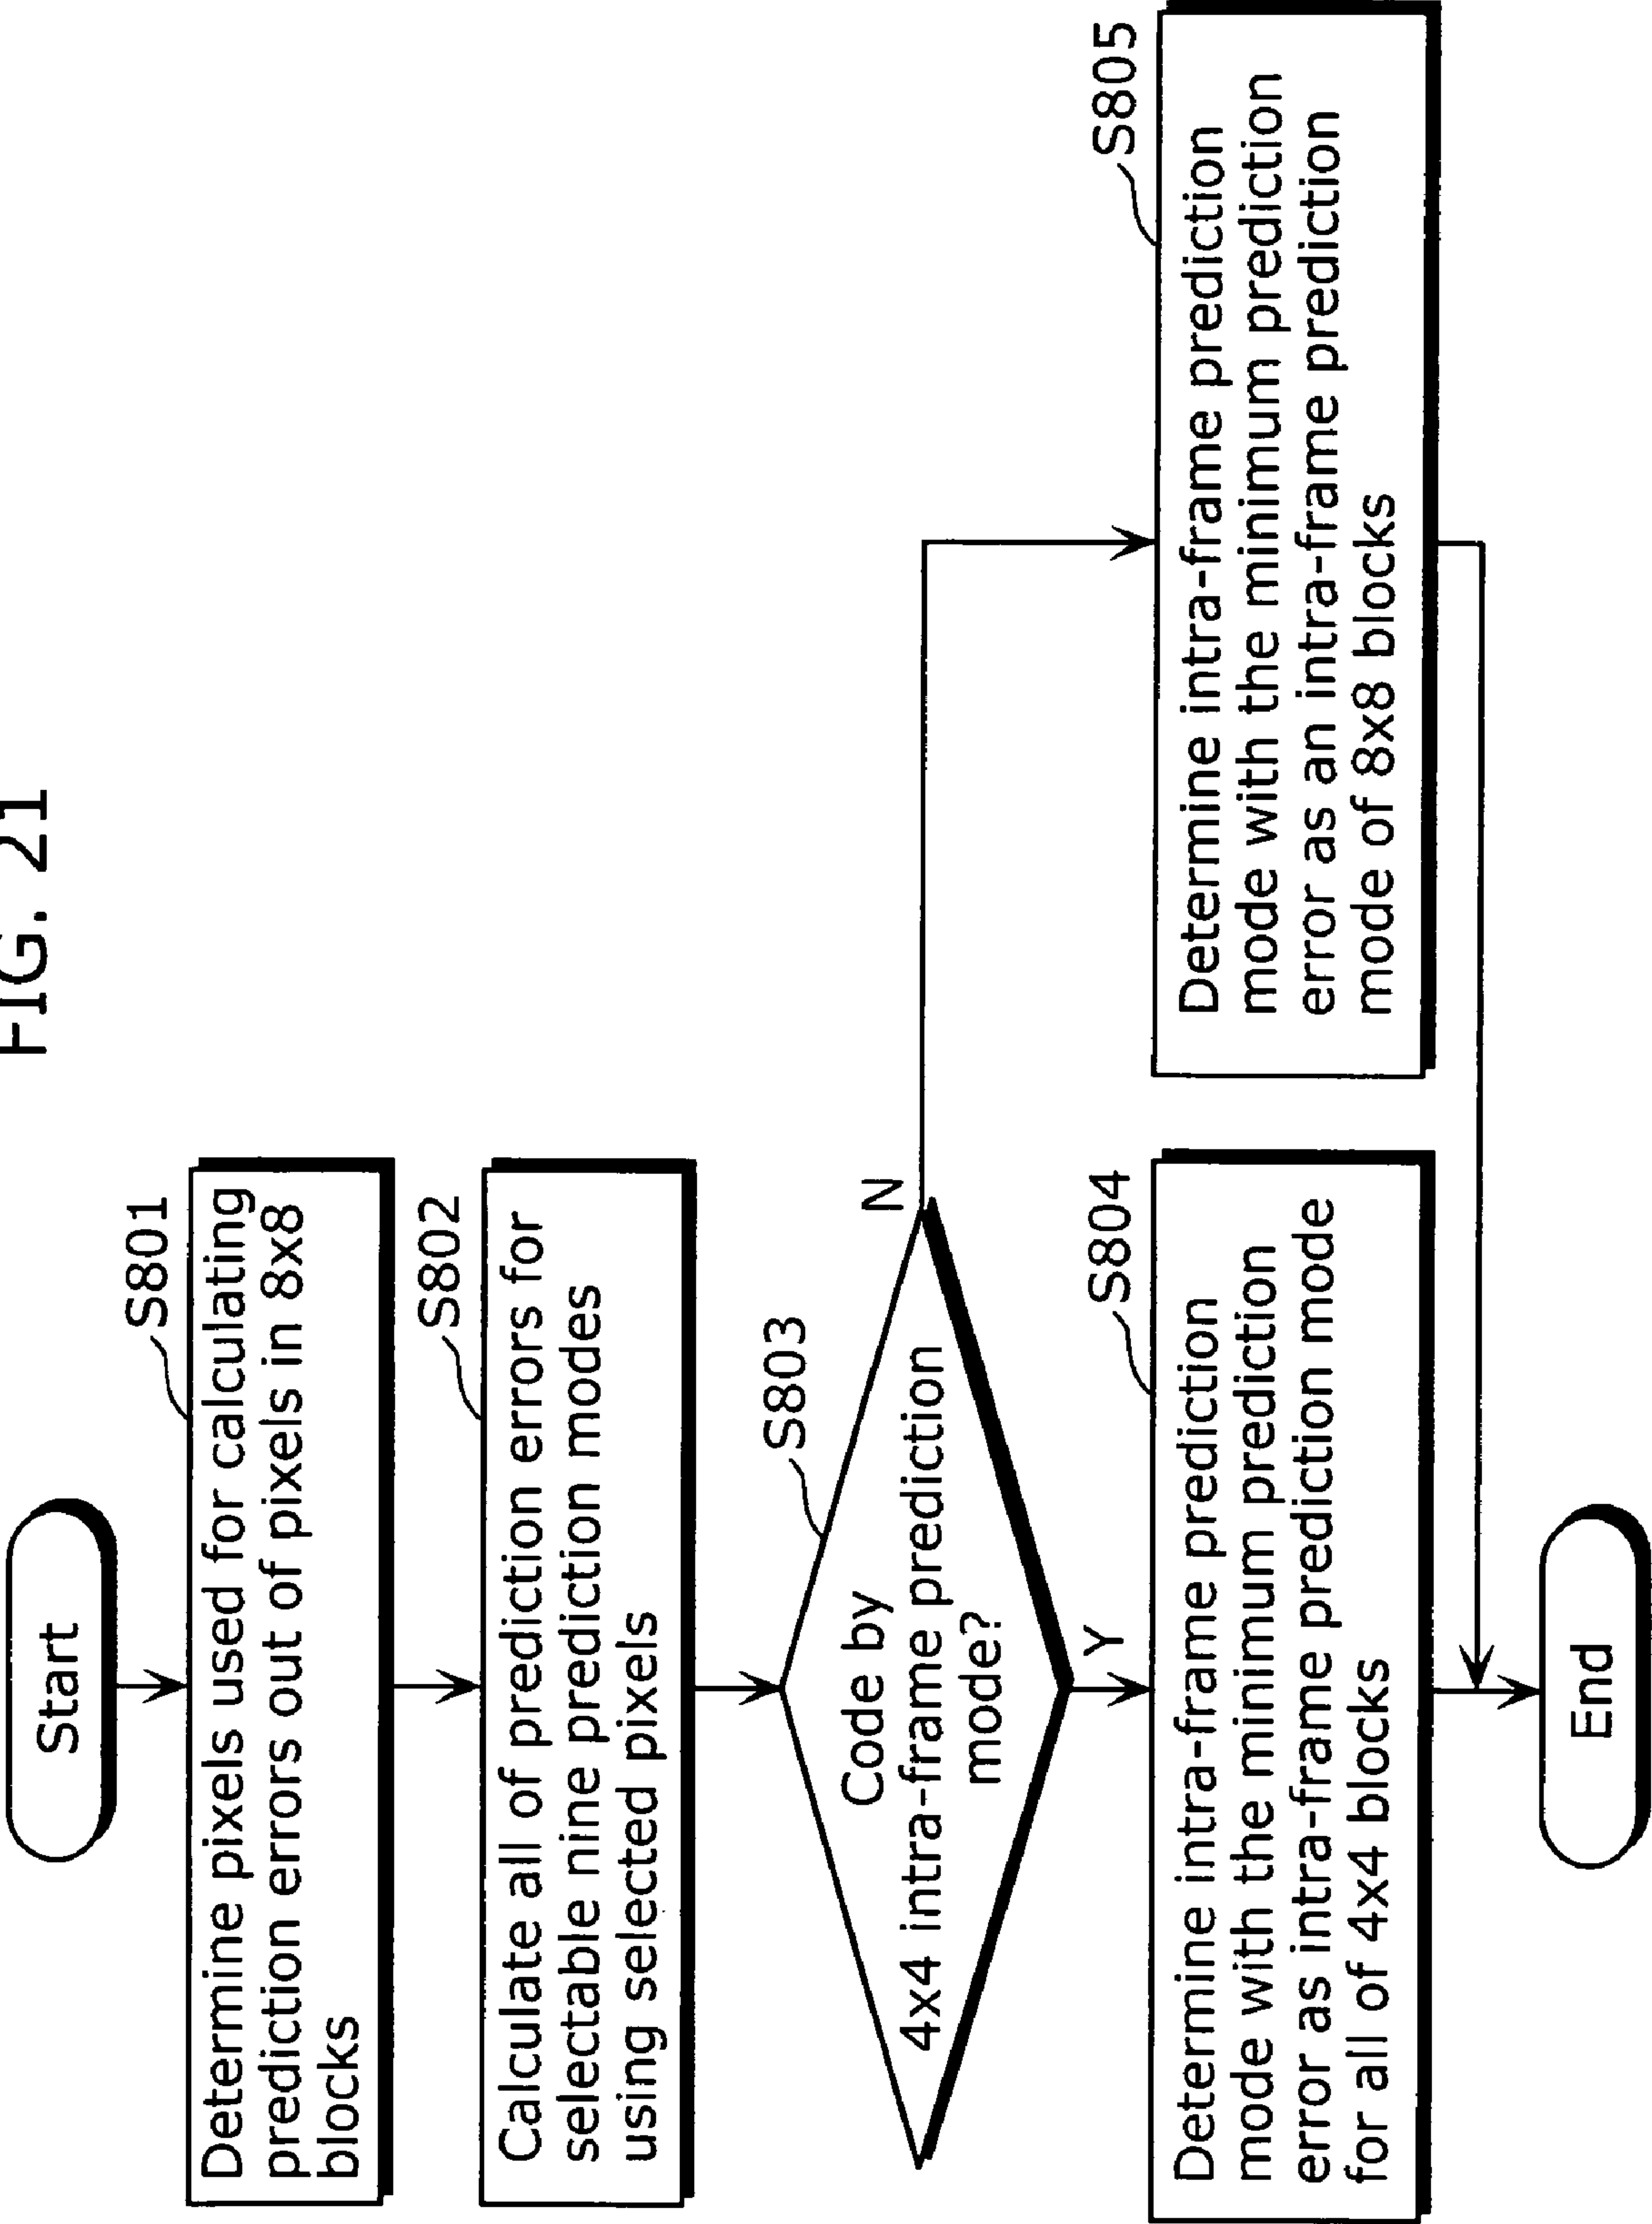 FIG. 21
Start
S801
Determine pixels used for calculating
prediction errors out of pixels in 8x8
blocks
S802
Calculate all of prediction errors for
selectable nine prediction modes
using selected pixels
S803
Code by
4x4 intra-frame prediction
mode?
N
Y
S804
Determine intra-frame prediction
mode with the minimum prediction
error as intra-frame prediction mode
for all of 4x4 blocks
S805
Determine intra-frame prediction
mode with the minimum prediction
error as an intra-frame prediction
mode of 8x8 blocks
End